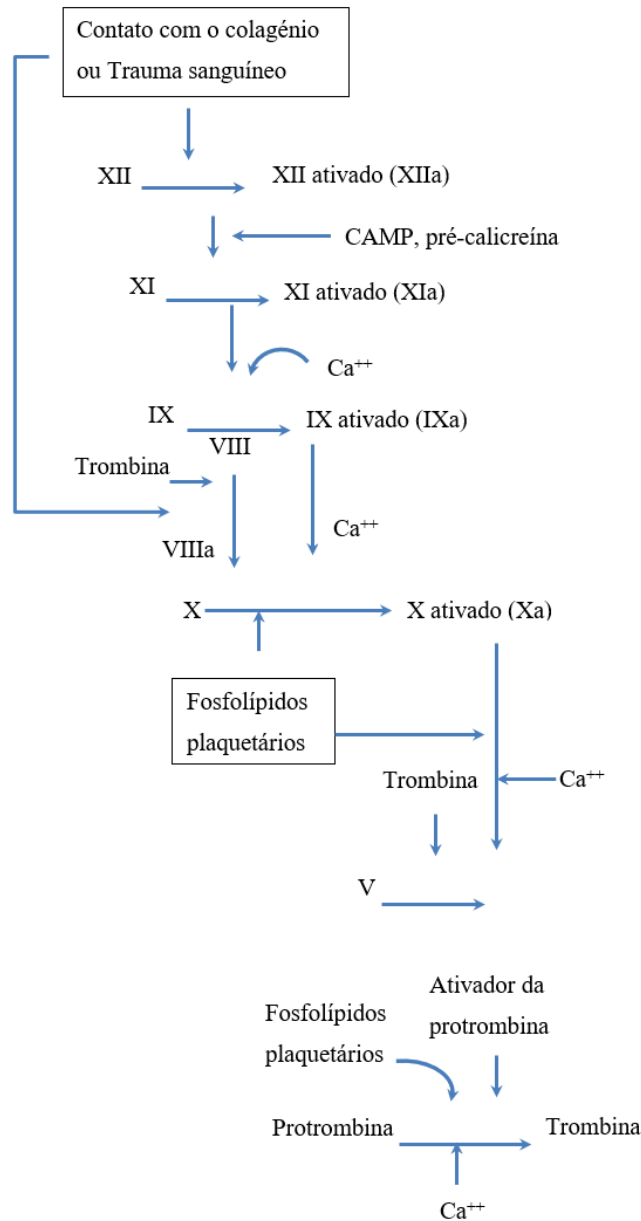 Contato com o colagénio
ou Trauma sanguíneo
XII
XII ativado (XIIa)
CAMP, pré-calicreína
XI
XI ativado (XIa)
Ca⁺⁺
IX
IX ativado (IXa)
VIII
Trombina
Ca⁺⁺
VIIIa
X
X ativado (Xa)
Fosfolípidos
plaquetários
Trombina
Ca⁺⁺
V
Ativador da
protrombina
Fosfolípidos
plaquetários
Protrombina
Trombina
Ca⁺⁺